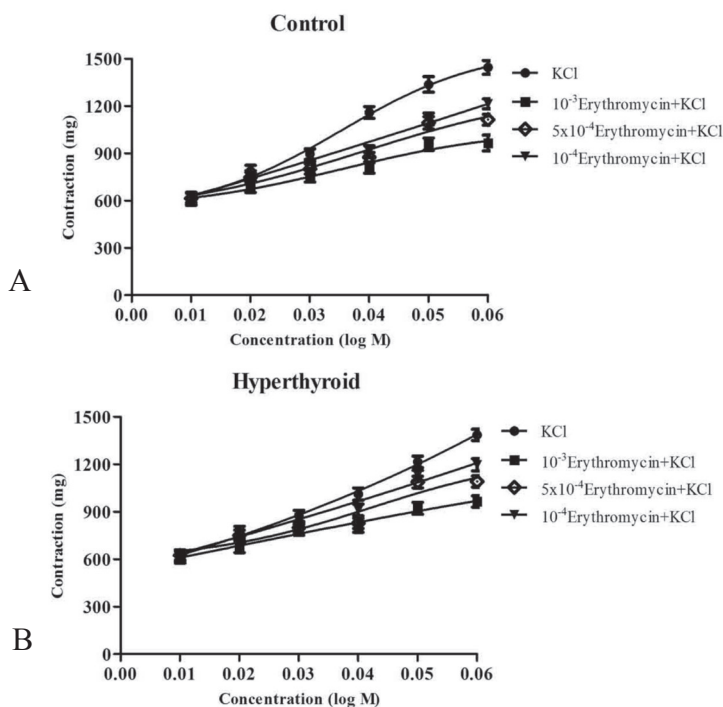 Control
1500
1200
900
600
300
0
Contraction (mg)
0.00 0.01 0.02 0.03 0.04 0.05 0.06
Concentration (log M)
KCl
10⁻³Erythromycin+KCl
5x10⁻⁴Erythromycin+KCl
10⁻⁴Erythromycin+KCl
A
Hyperthyroid
1500
1200
900
600
300
0
Contraction (mg)
0.00 0.01 0.02 0.03 0.04 0.05 0.06
Concentration (log M)
KCl
10⁻³Erythromycin+KCl
5x10⁻⁴Erythromycin+KCl
10⁻⁴Erythromycin+KCl
B